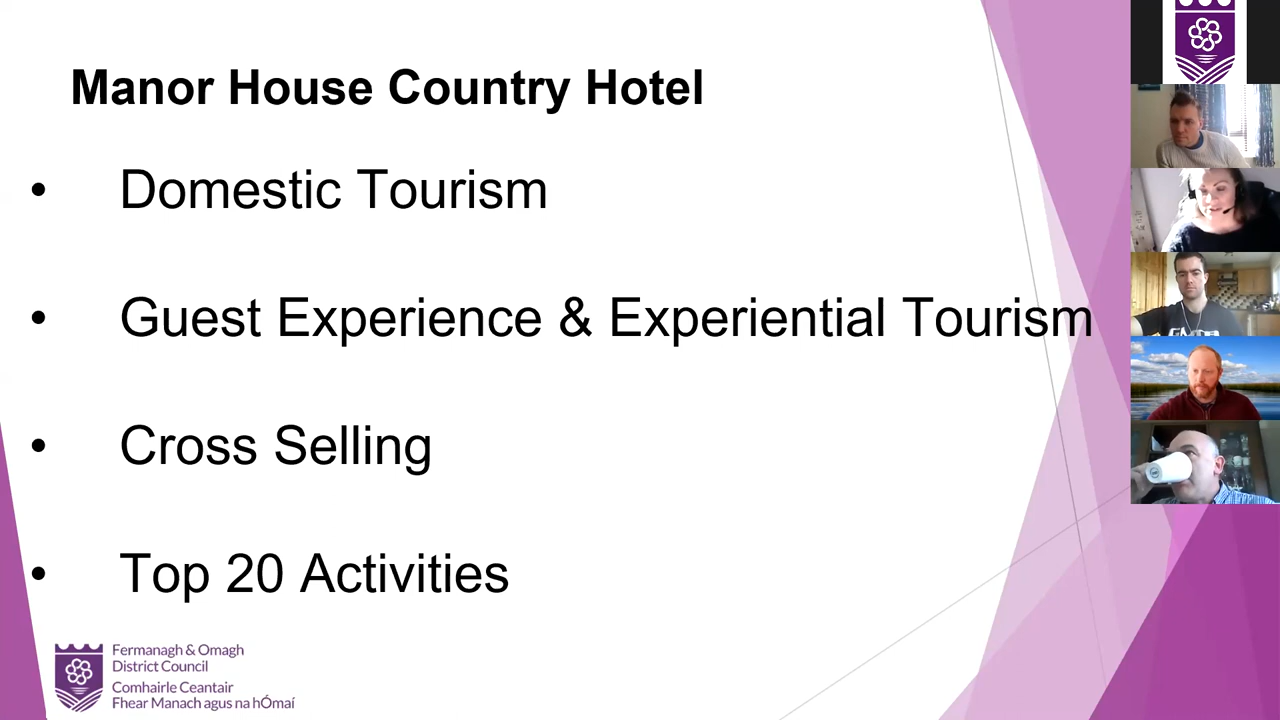 Manor House Country Hotel
• Domestic Tourism
• Guest Experience & Experiential Tourism
• Cross Selling
• Top 20 Activities
Fermanagh & Omagh
District Council
Comhairle Ceantair
Fhear Manach agus na hÓmaí